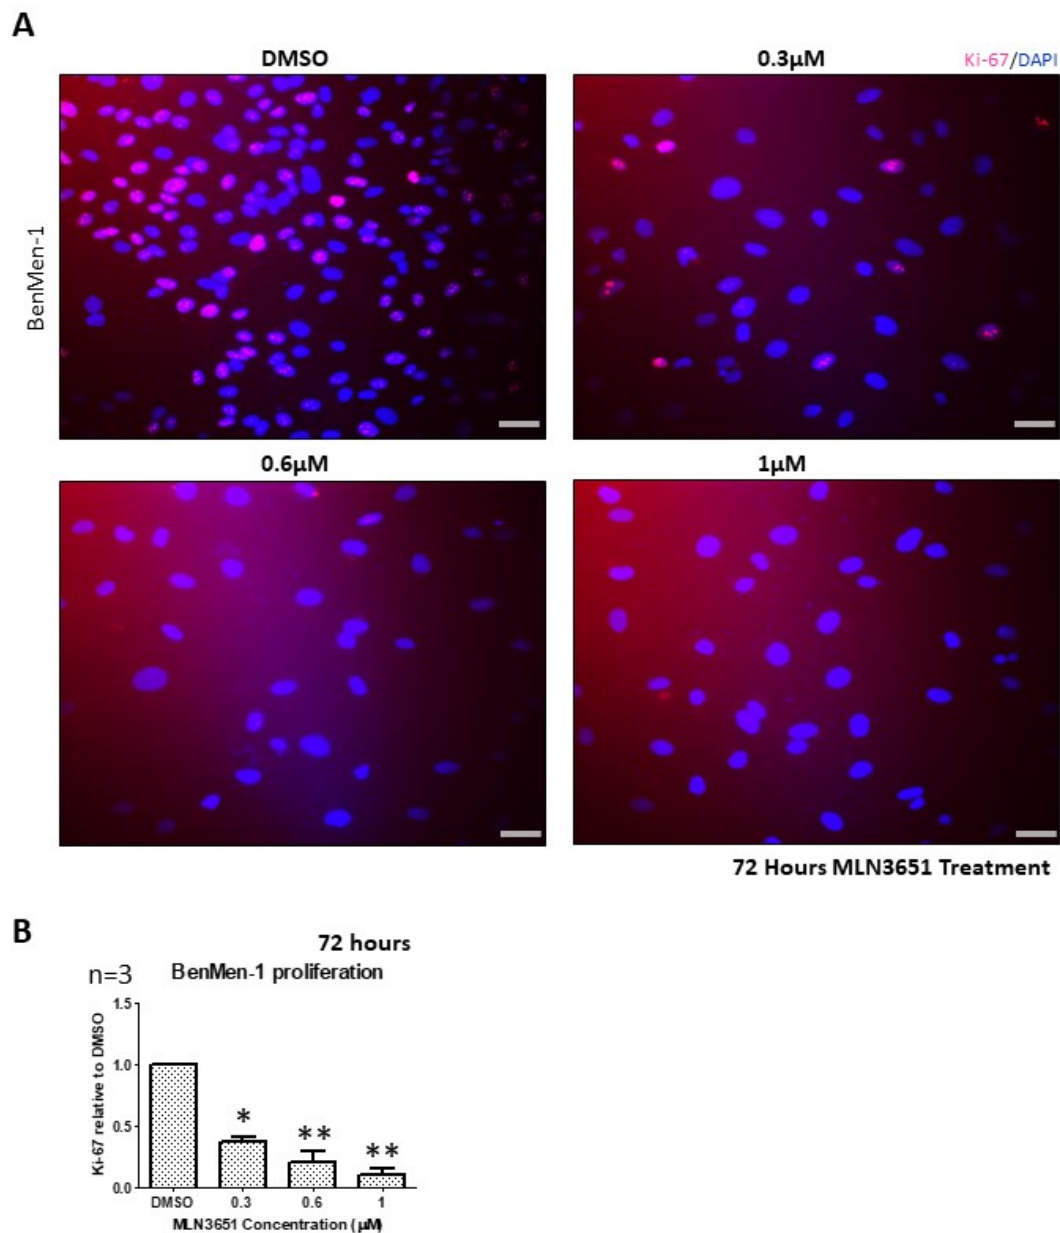 A
DMSO
0.3µM
Ki-67/DAPI
BenMen-1
0.6µM
1µM
72 Hours MLN3651 Treatment
B
72 hours
n=3 BenMen-1 proliferation
Ki-67 relative to DMSO
1.5
1.0
0.5
0.0
*
**
**
DMSO 0.3 0.6 1
MLN3651 Concentration (µM)